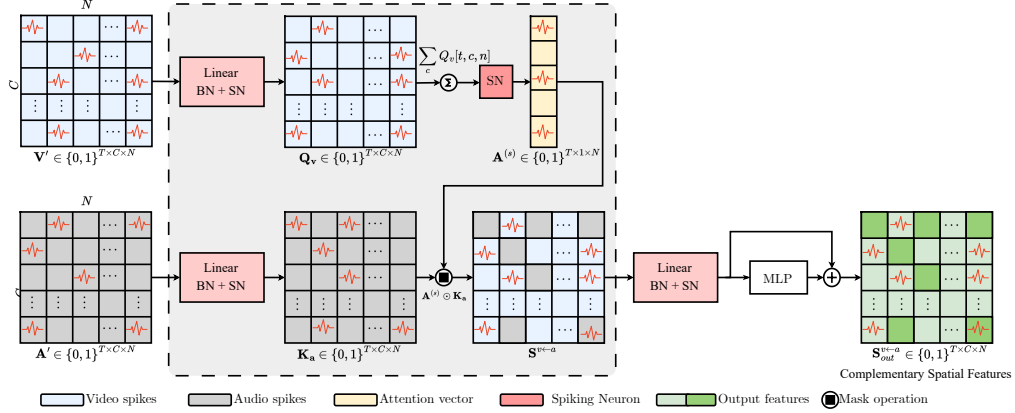 N
C
⋯
⋯
⋯
⋮ ⋮ ⋮ ⋮
⋯
V′ ∈ {0, 1}^{T×C×N}
Linear
BN + SN
⋯
⋯
⋯
⋮ ⋮ ⋮
⋯
Q_v ∈ {0, 1}^{T×C×N}
∑_c Q_v[t, c, n]
Σ
SN
⋮
A^{(s)} ∈ {0, 1}^{T×1×N}
N
C
⋯
⋯
⋯
⋮ ⋮ ⋮ ⋮
⋯
A′ ∈ {0, 1}^{T×C×N}
Linear
BN + SN
⋯
⋯
⋯
⋮ ⋮ ⋮ ⋮
⋯
K_a ∈ {0, 1}^{T×C×N}
A^{(s)} ⊙ K_a
⋯
⋯
⋯
⋮ ⋮ ⋮ ⋮
⋯
S^{v←a}
Linear
BN + SN
MLP
+
⋯
⋯
⋯
⋮ ⋮ ⋮ ⋮
⋯
S_{out}^{v←a} ∈ {0, 1}^{T×C×N}
Complementary Spatial Features
Video spikes
Audio spikes
Attention vector
Spiking Neuron
Output features
Mask operation